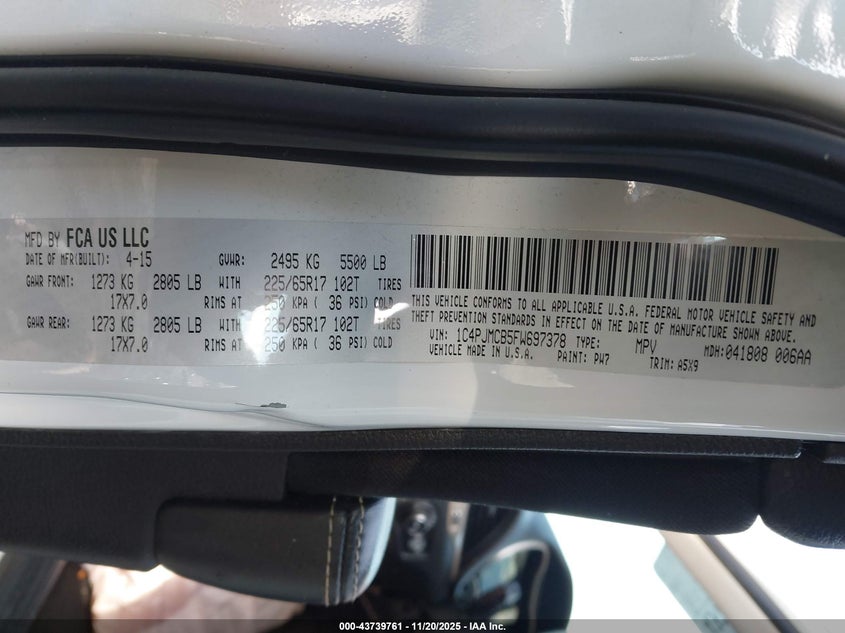 MFD BY FCA US LLC
DATE OF MFR(BUILT): 4-15 GVWR: 2495 KG 5500 LB
GAWR FRONT: 1273 KG 2805 LB WITH 225/65R17 102T TIRES
17X7.0 RIMS AT 250 KPA ( 36 PSI) COLD
GAWR REAR: 1273 KG 2805 LB WITH 225/65R17 102T TIRES
17X7.0 RIMS AT 250 KPA ( 36 PSI) COLD
THIS VEHICLE CONFORMS TO ALL APPLICABLE U.S.A. FEDERAL MOTOR VEHICLE SAFETY AND
THEFT PREVENTION STANDARDS IN EFFECT ON THE DATE OF MANUFACTURE SHOWN ABOVE.
VIN: 1C4PJMCB5FW697378 TYPE: MPV MDH: 041808 006AA
VEHICLE MADE IN U.S.A. PAINT: PW7 TRIM: A5X9
000-43739761 - 11/20/2025 - IAA Inc.